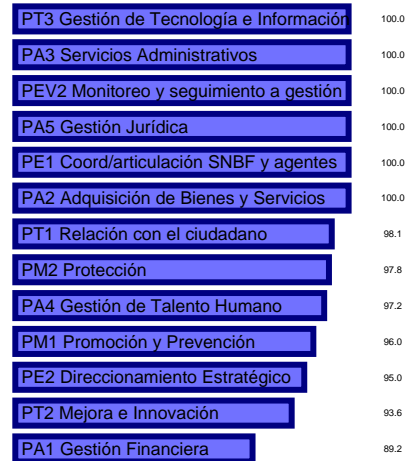 PT3 Gestión de Tecnología e Información 100.0
PA3 Servicios Administrativos 100.0
PEV2 Monitoreo y seguimiento a gestión 100.0
PA5 Gestión Jurídica 100.0
PE1 Coord/articulación SNBF y agentes 100.0
PA2 Adquisición de Bienes y Servicios 100.0
PT1 Relación con el ciudadano 98.1
PM2 Protección 97.8
PA4 Gestión de Talento Humano 97.2
PM1 Promoción y Prevención 96.0
PE2 Direccionamiento Estratégico 95.0
PT2 Mejora e Innovación 93.6
PA1 Gestión Financiera 89.2